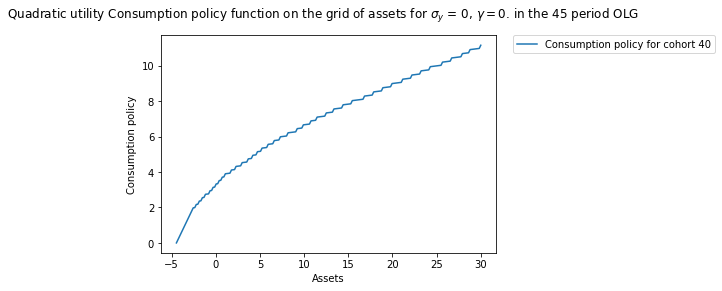 Quadratic utility Consumption policy function on the grid of assets for σy = 0, γ = 0. in the 45 period OLG
Consumption policy for cohort 40
Consumption policy
10
8
6
4
2
0
−5 0 5 10 15 20 25 30
Assets